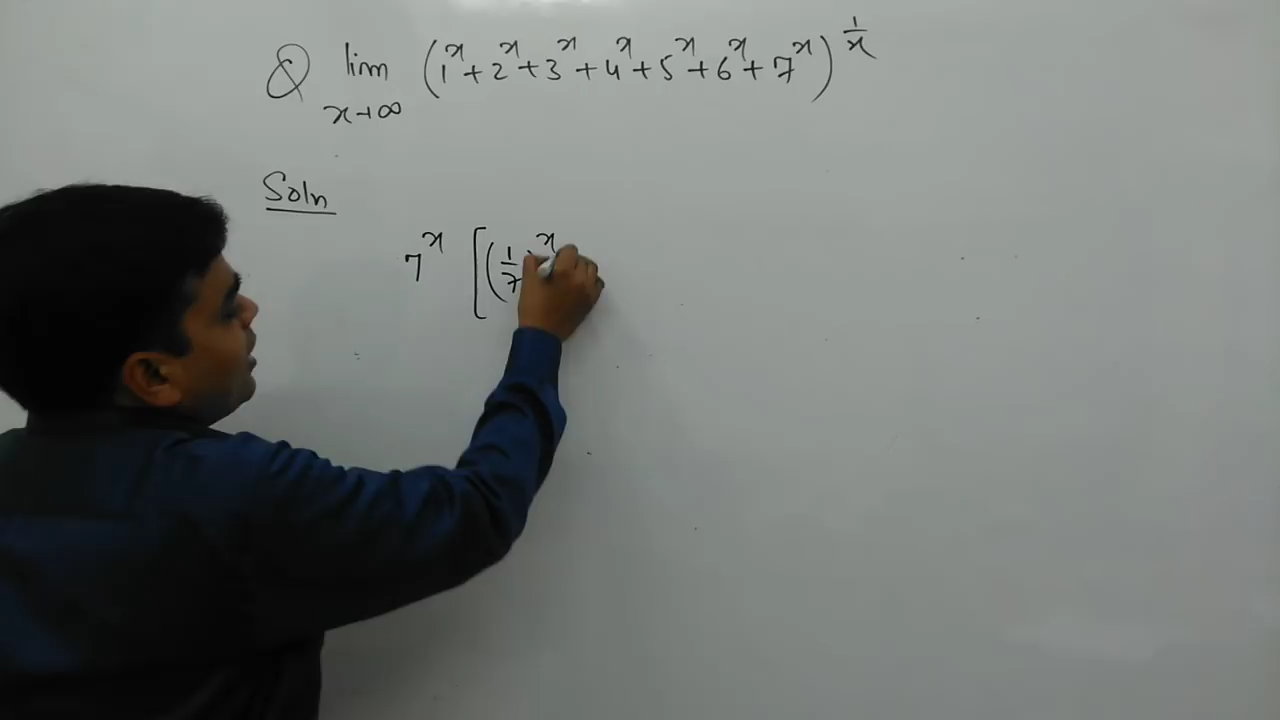 Q lim (1^x + 2^x + 3^x + 4^x + 5^x + 6^x + 7^x)^(1/x)
x→∞
Soln
7^x [(1/7)^x